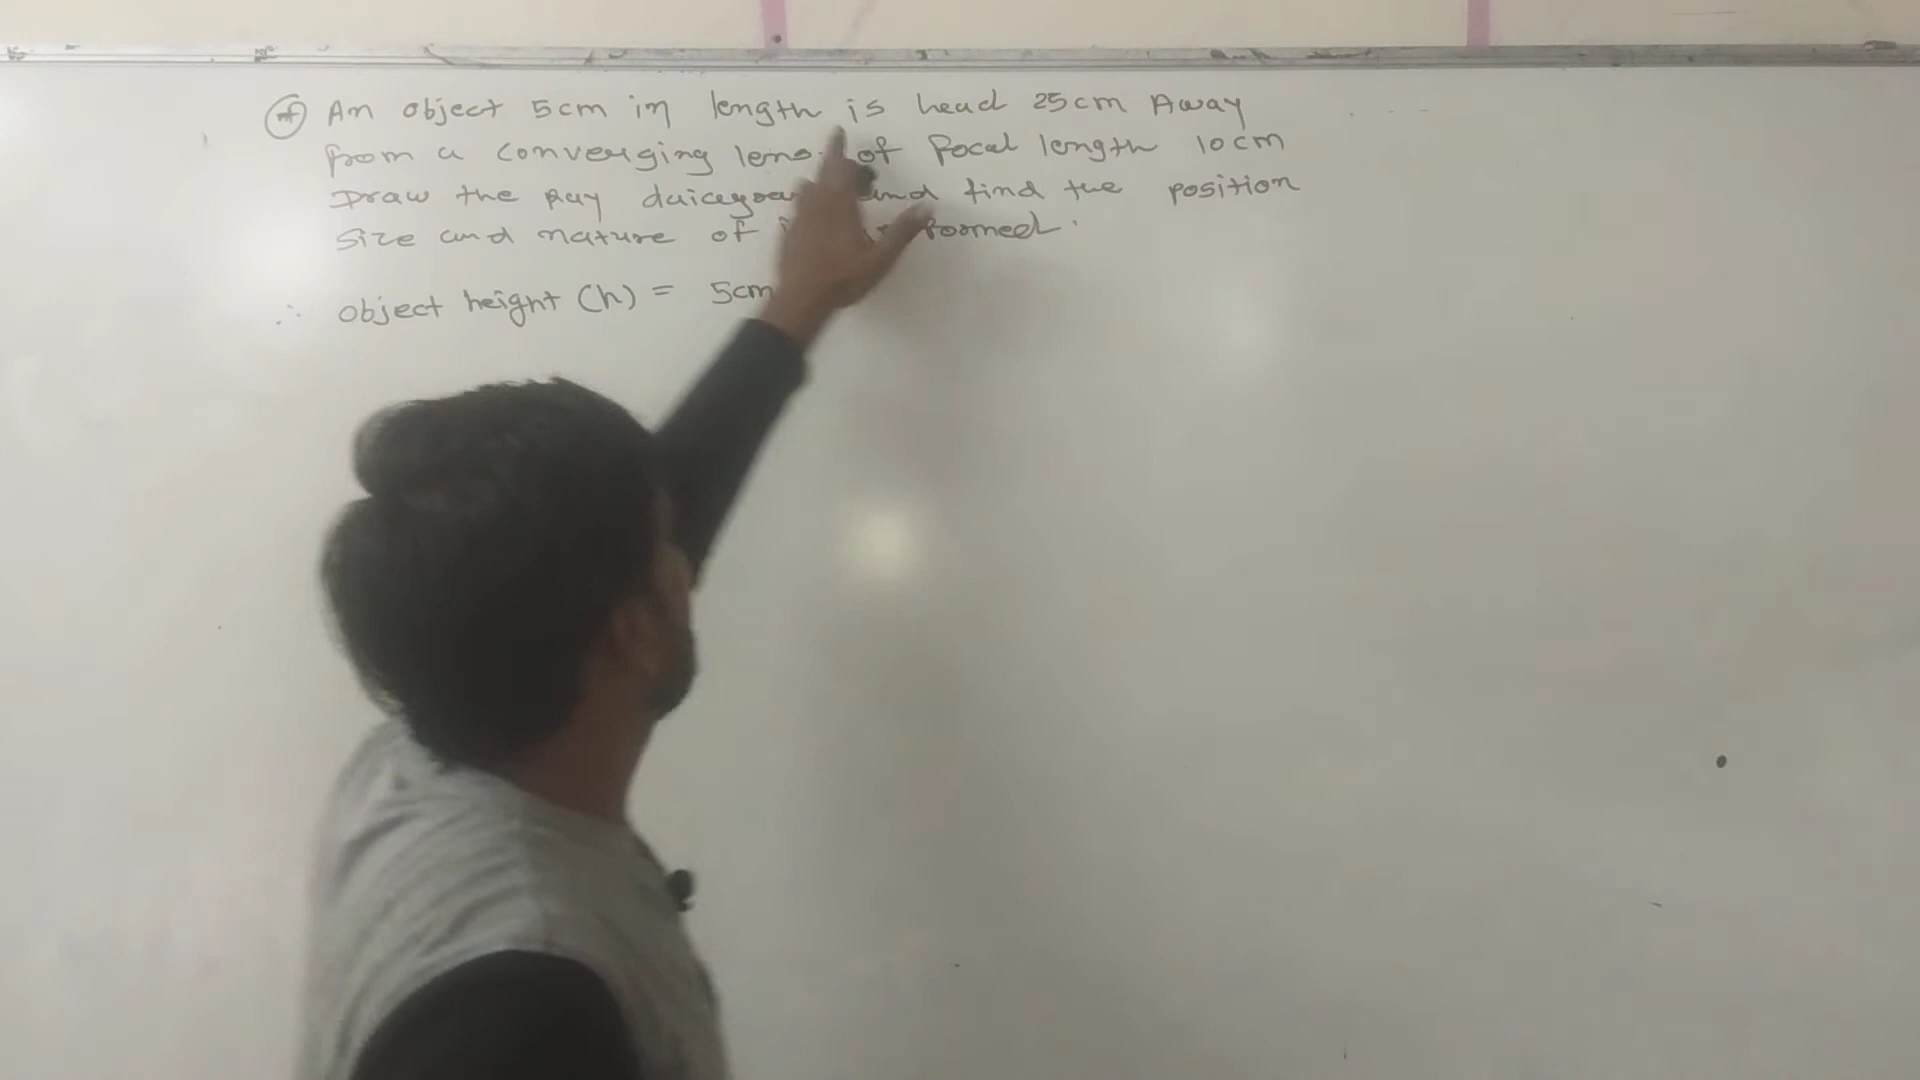 An object 5cm in length is head 25cm Away
from a converging lens of focal length 10cm
Draw the Ray and find the position
Size and nature of formed.
∴ object height (h) = 5cm